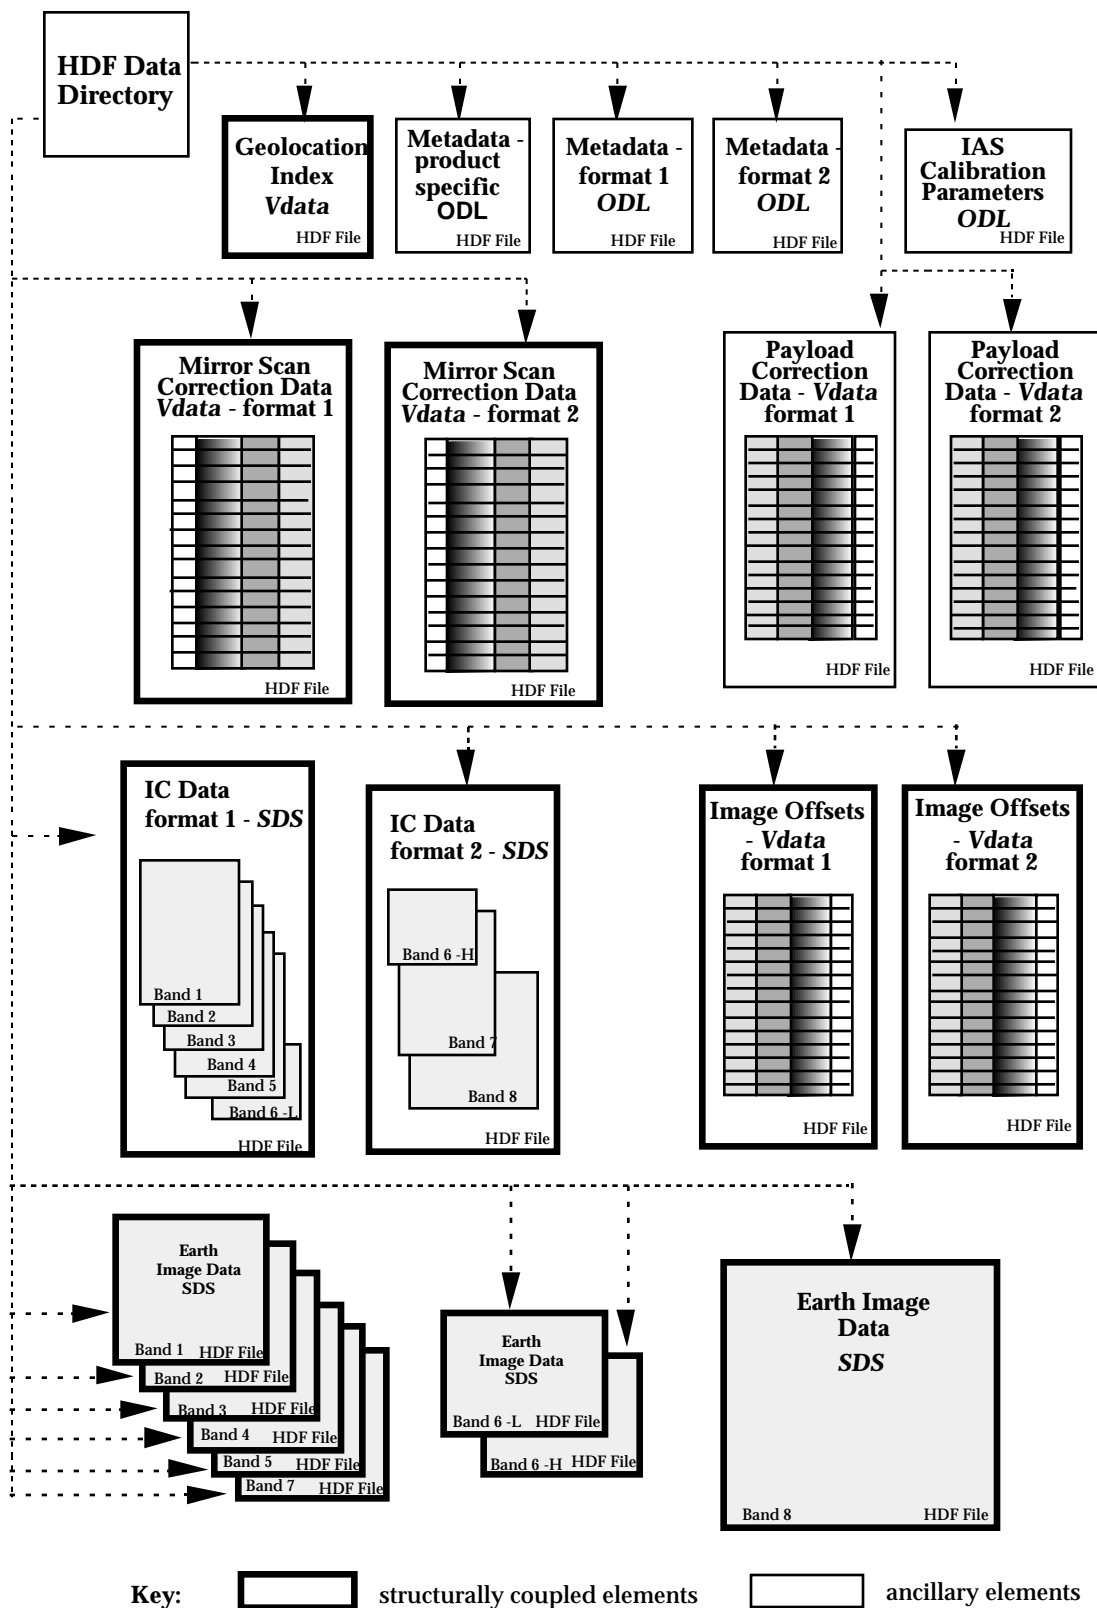 HDF Data
Directory
Geolocation
Index
Vdata
HDF File
Metadata -
product
specific
ODL
HDF File
Metadata -
format 1
ODL
HDF File
Metadata -
format 2
ODL
HDF File
IAS
Calibration
Parameters
ODL
HDF File
Mirror Scan
Correction Data
Vdata - format 1
HDF File
Mirror Scan
Correction Data
Vdata - format 2
HDF File
Payload
Correction
Data - Vdata
format 1
HDF File
Payload
Correction
Data - Vdata
format 2
HDF File
IC Data
format 1 - SDS
Band 1
Band 2
Band 3
Band 4
Band 5
Band 6 -L
HDF File
IC Data
format 2 - SDS
Band 6 -H
Band 7
Band 8
HDF File
Image Offsets
- Vdata
format 1
HDF File
Image Offsets
- Vdata
format 2
HDF File
Earth
Image Data
SDS
Band 1 HDF File
Band 2 HDF File
Band 3 HDF File
Band 4 HDF File
Band 5 HDF File
Band 7 HDF File
Earth
Image Data
SDS
Band 6 -L HDF File
Band 6 -H HDF File
Earth Image
Data
SDS
Band 8 HDF File
Key: structurally coupled elements ancillary elements